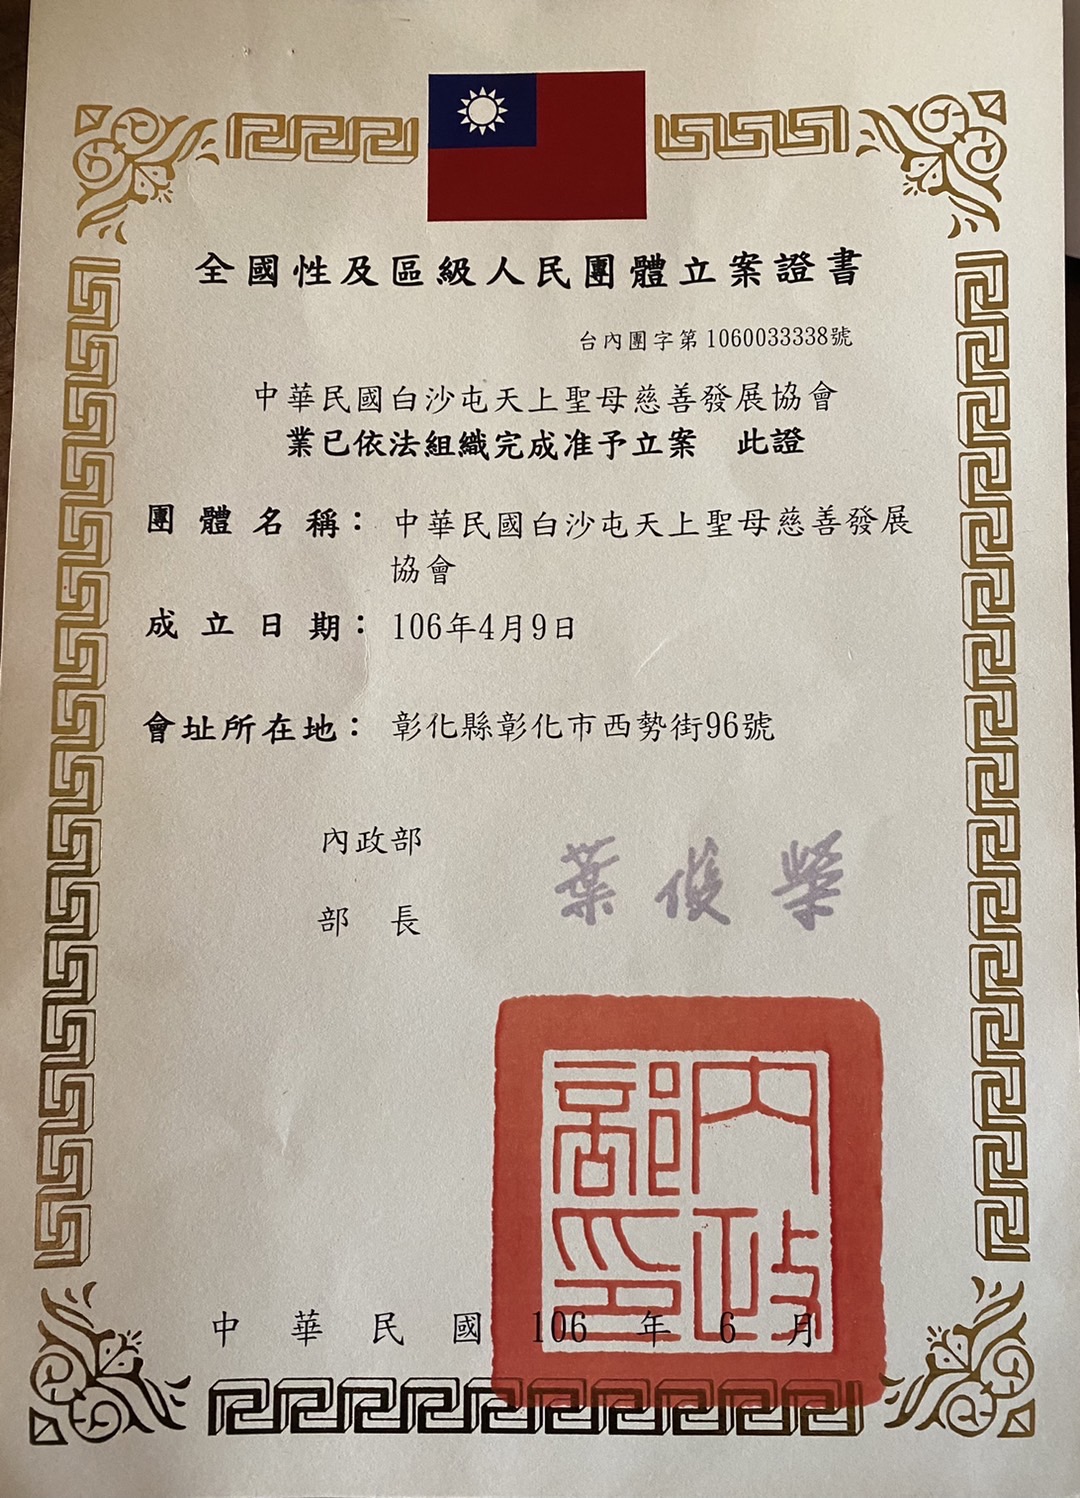 全國性及區級人民團體立案證書
台內團字第1060033338號
中華民國白沙屯天上聖母慈善發展協會
業已依法組織完成准予立案　此證
團體名稱：中華民國白沙屯天上聖母慈善發展
協會
成立日期：106年4月9日
會址所在地：彰化縣彰化市西勢街96號
內政部
部長 葉俊榮
內政部印
中華民國106年6月